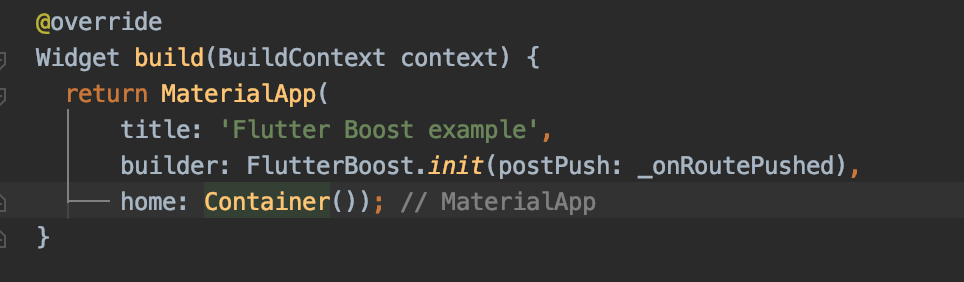 @override
Widget build(BuildContext context) {
return MaterialApp(
title: 'Flutter Boost example',
builder: FlutterBoost.init(postPush: _onRoutePushed),
home: Container()); // MaterialApp
}